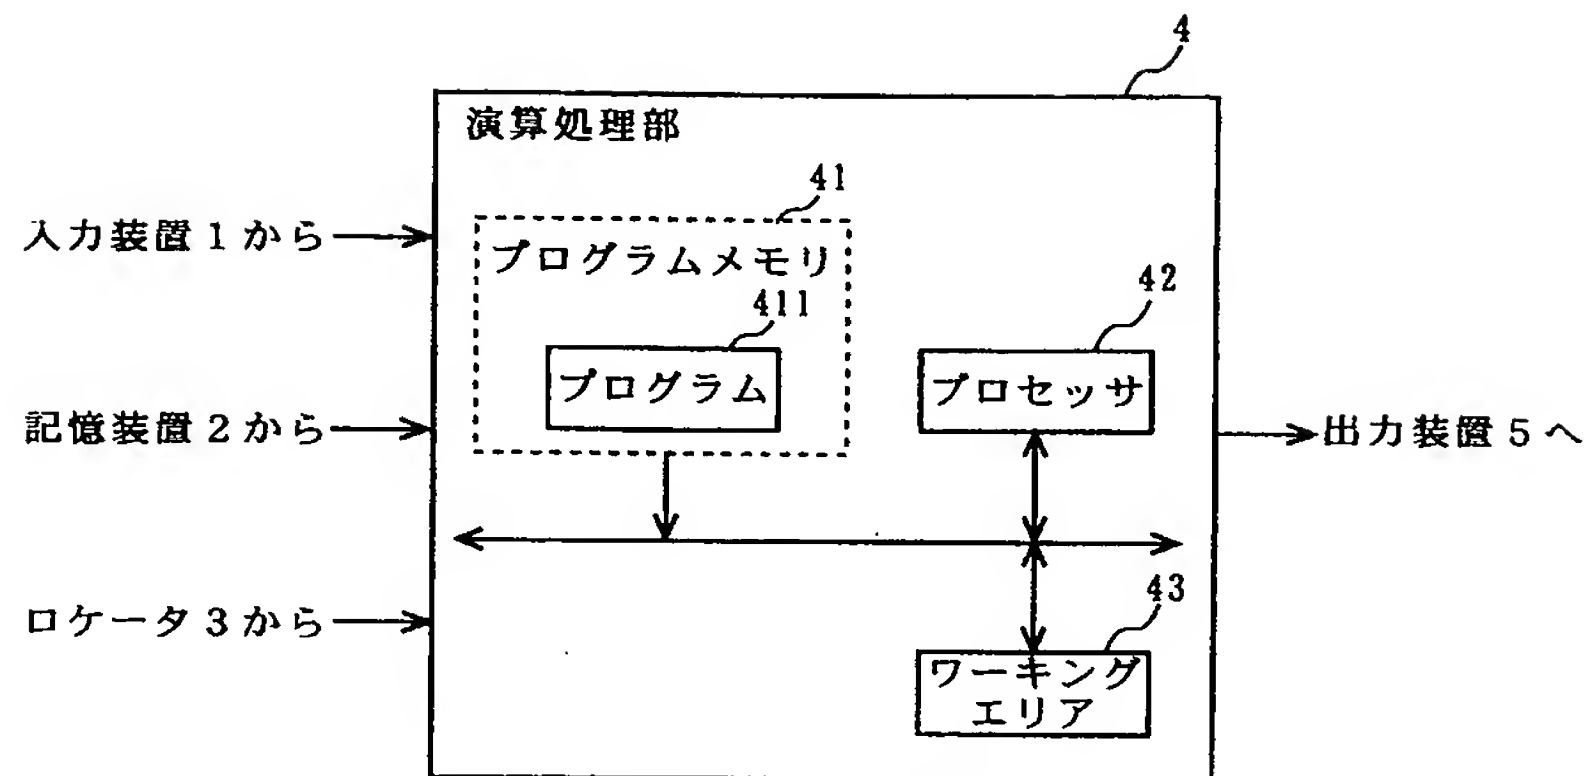 4
演算処理部
41
入力装置1から
プログラムメモリ
411
42
プログラム
プロセッサ
記憶装置2から
出力装置5へ
43
ロケータ3から
ワーキング
エリア